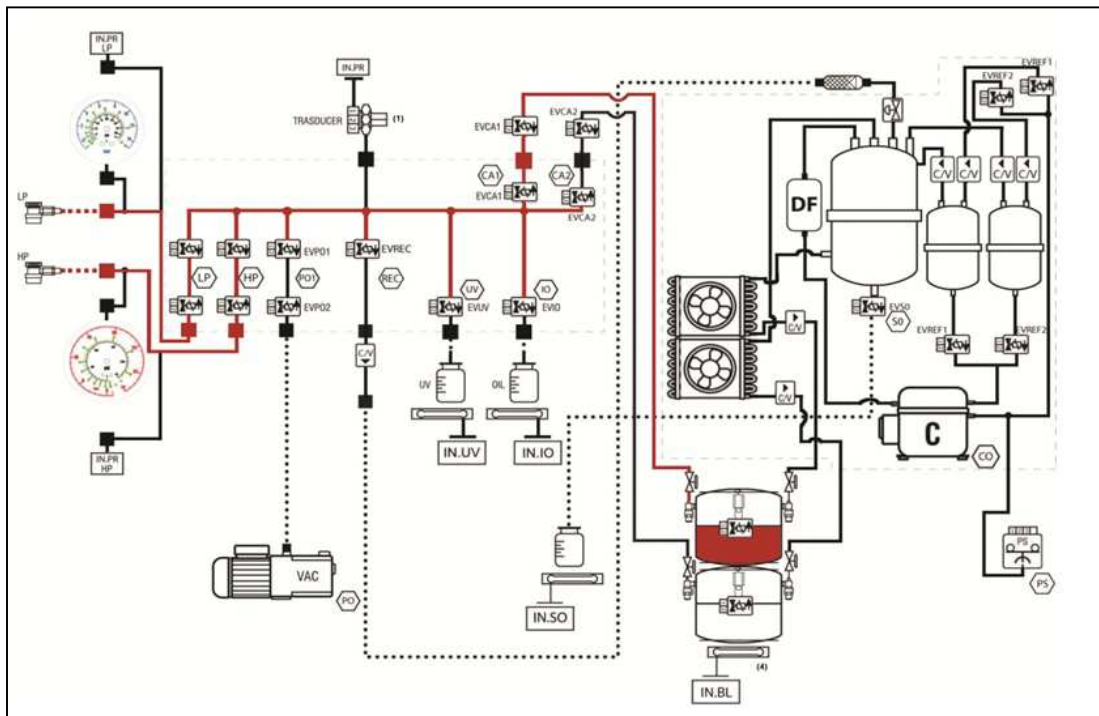 IN.PR
LP
IN.PR
TRASDUCER
(1)
EVCA1
EVCA2
CA1
CA2
EVCA1
EVCA2
LP
HP
EVPO1
EVREC
LP
HP
PO1
REC
EVPO2
UV
IO
EVUV
EVIO
C/V
UV
OIL
IN.UV
IN.IO
IN.PR
HP
VAC
PO
IN.SO
IN.BL
(4)
EVREF1
EVREF2
DF
C/V
C/V
C/V
C/V
EVSO
SO
C/V
C/V
EVREF1
EVREF2
C
CO
PS
PS